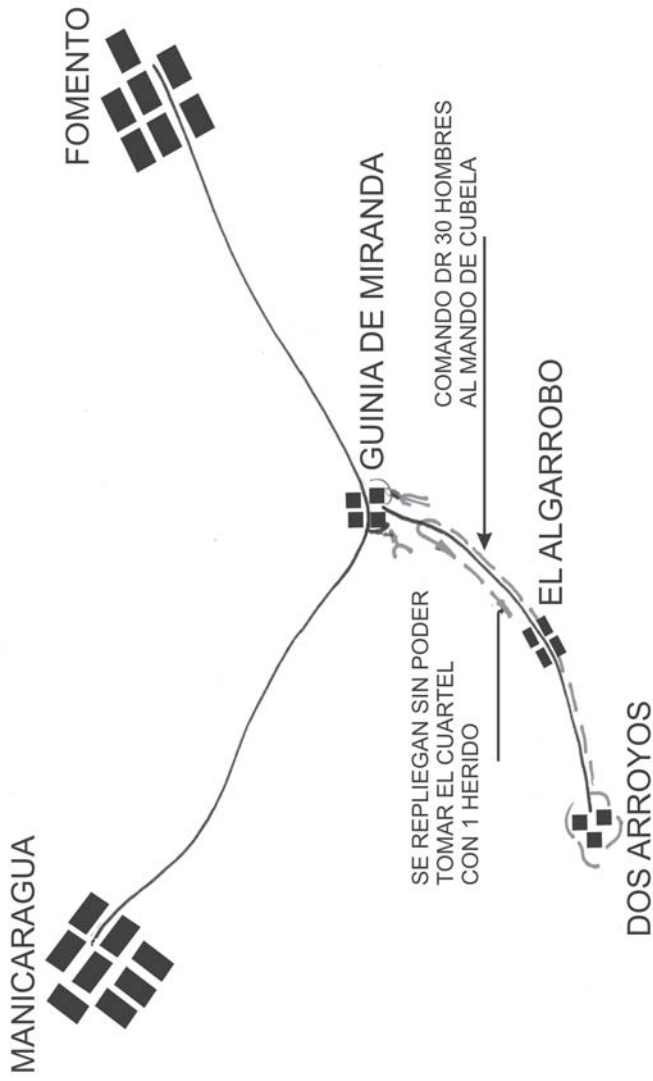 MANICARAGUA
FOMENTO
GUINIA DE MIRANDA
COMANDO DR 30 HOMBRES
AL MANDO DE CUBELA
SE REPLIEGAN SIN PODER
TOMAR EL CUARTEL
CON 1 HERIDO
EL ALGARROBO
DOS ARROYOS